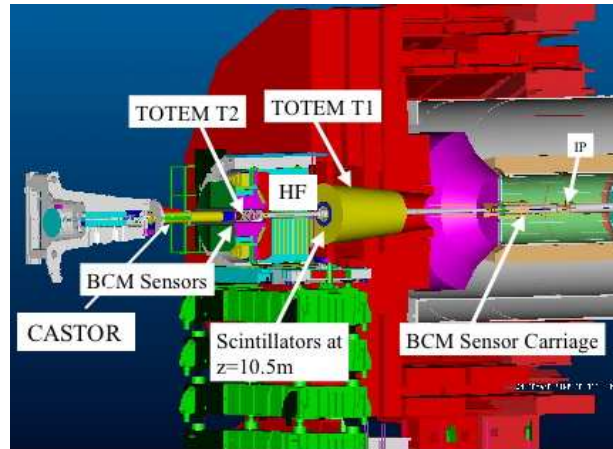 TOTEM T2
TOTEM T1
HF
IP
BCM Sensors
CASTOR
Scintillators at
z=10.5m
BCM Sensor Carriage